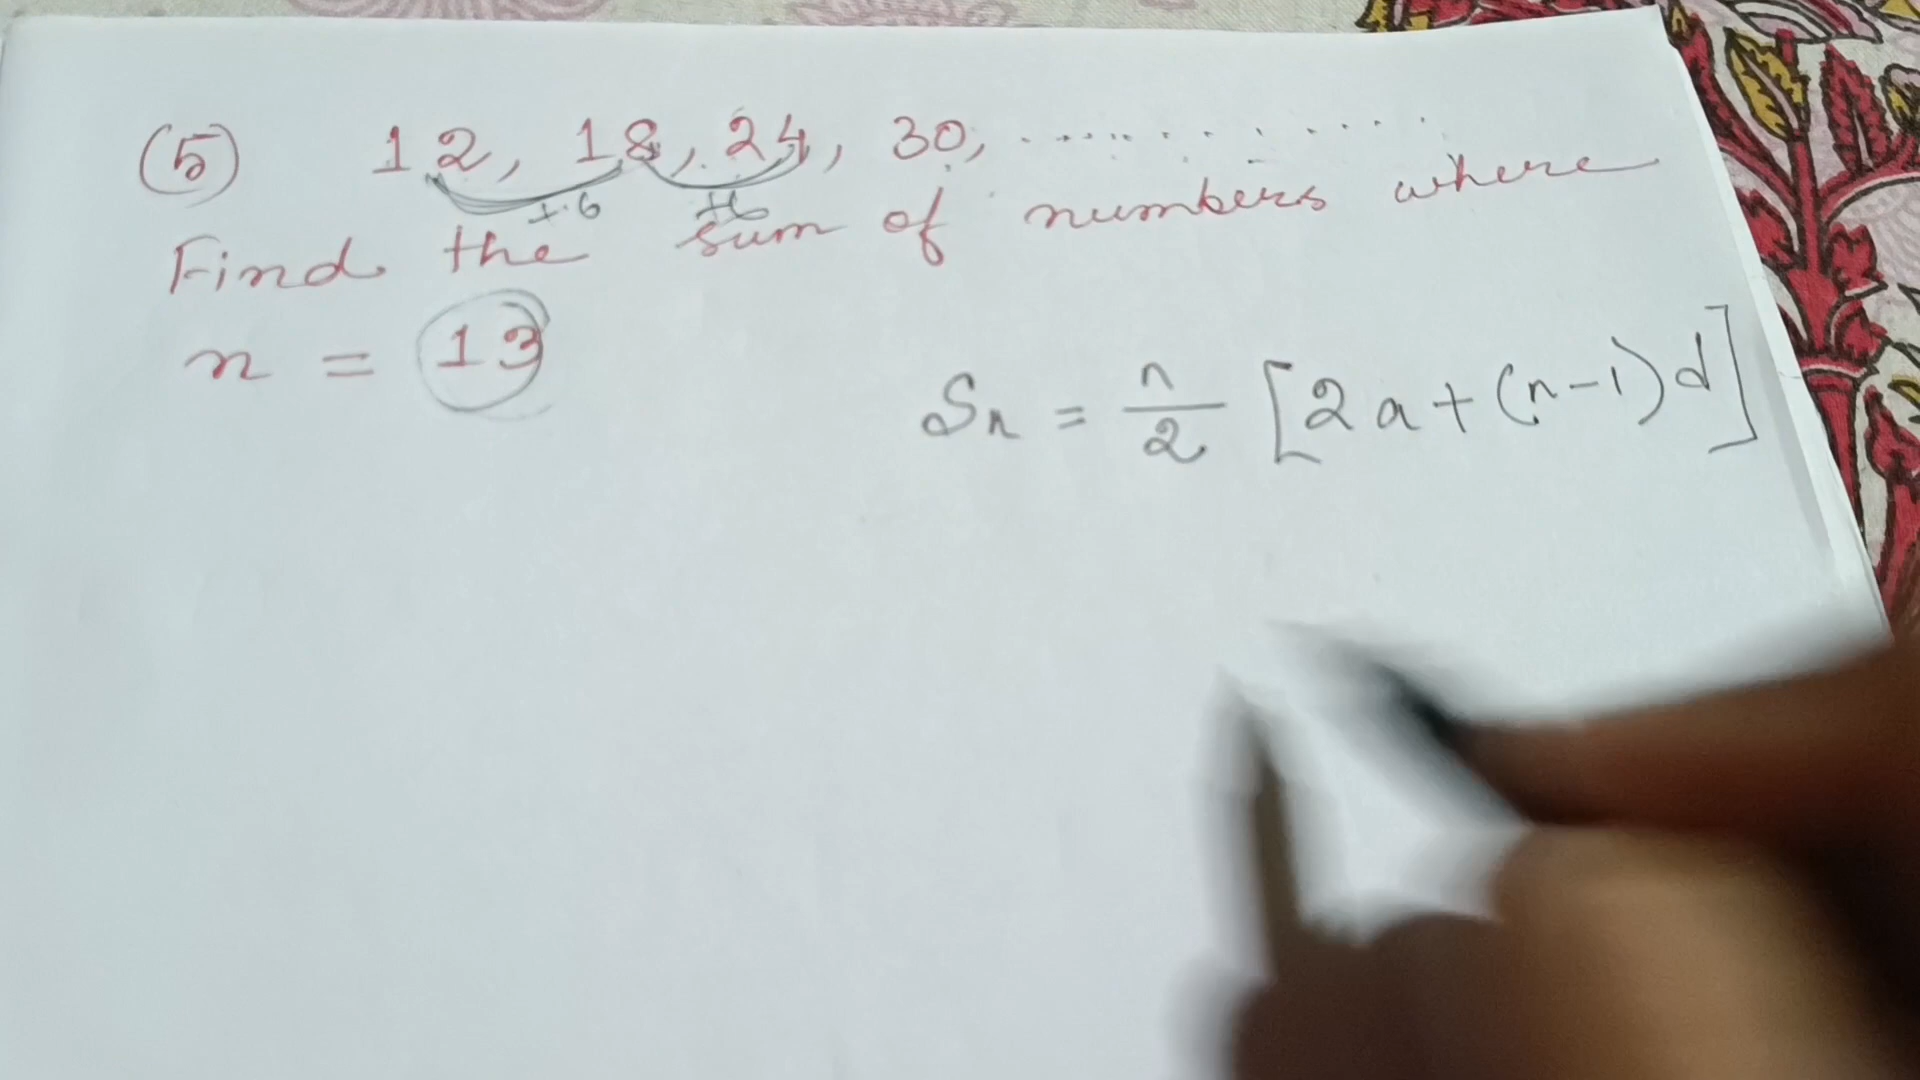 (5) 12, 18, 24, 30, ..............
+6 +6
Find the sum of numbers where
n = 13
Sn = n/2 [2a+(n-1)d]